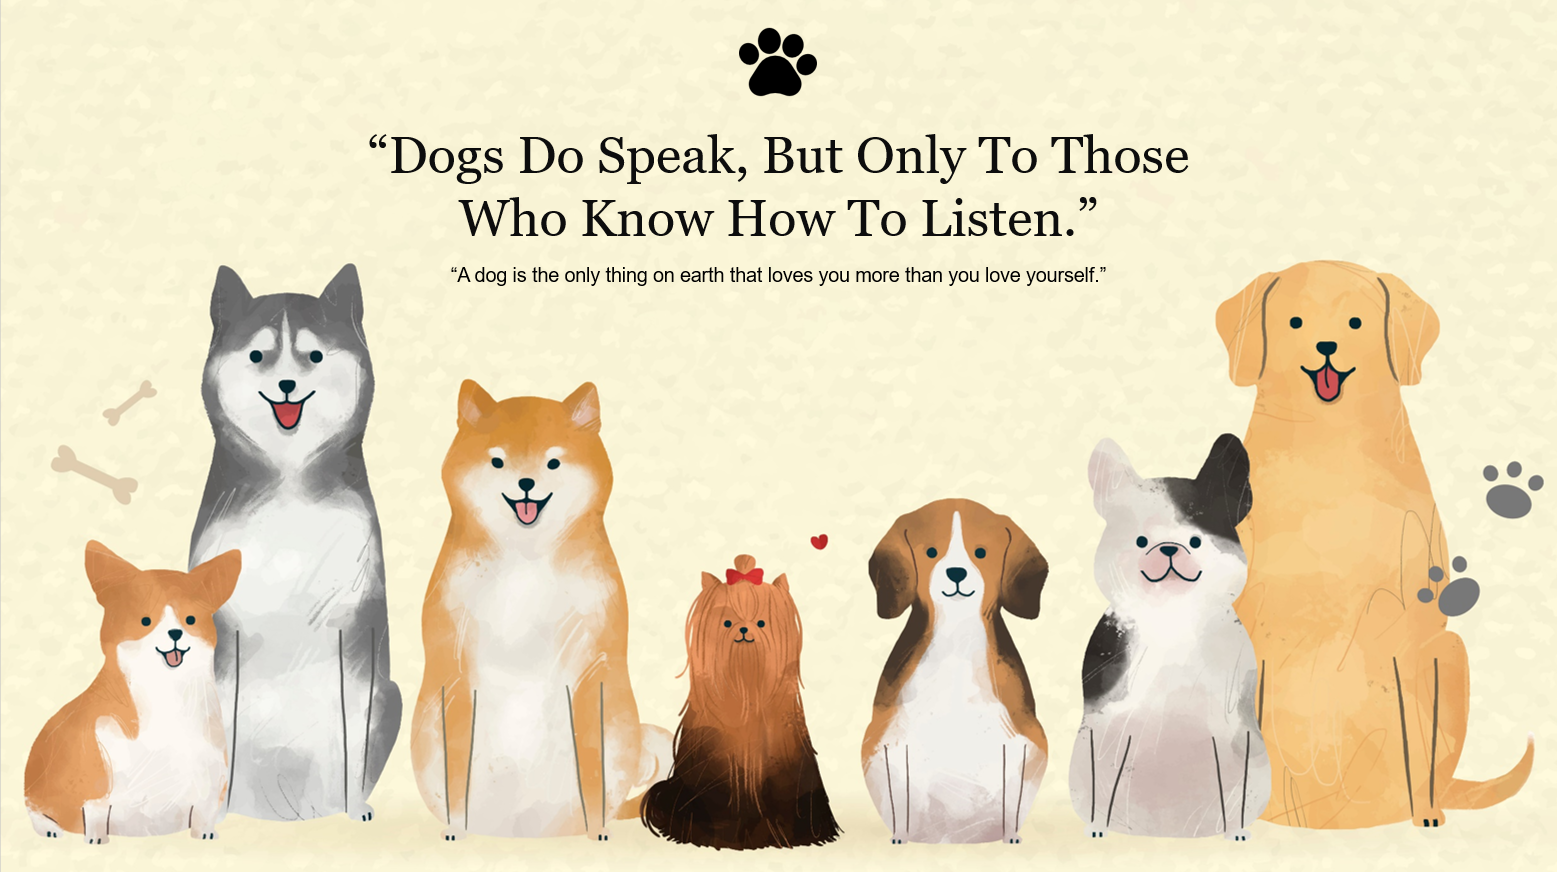 “Dogs Do Speak, But Only To Those
Who Know How To Listen.”
“A dog is the only thing on earth that loves you more than you love yourself.”